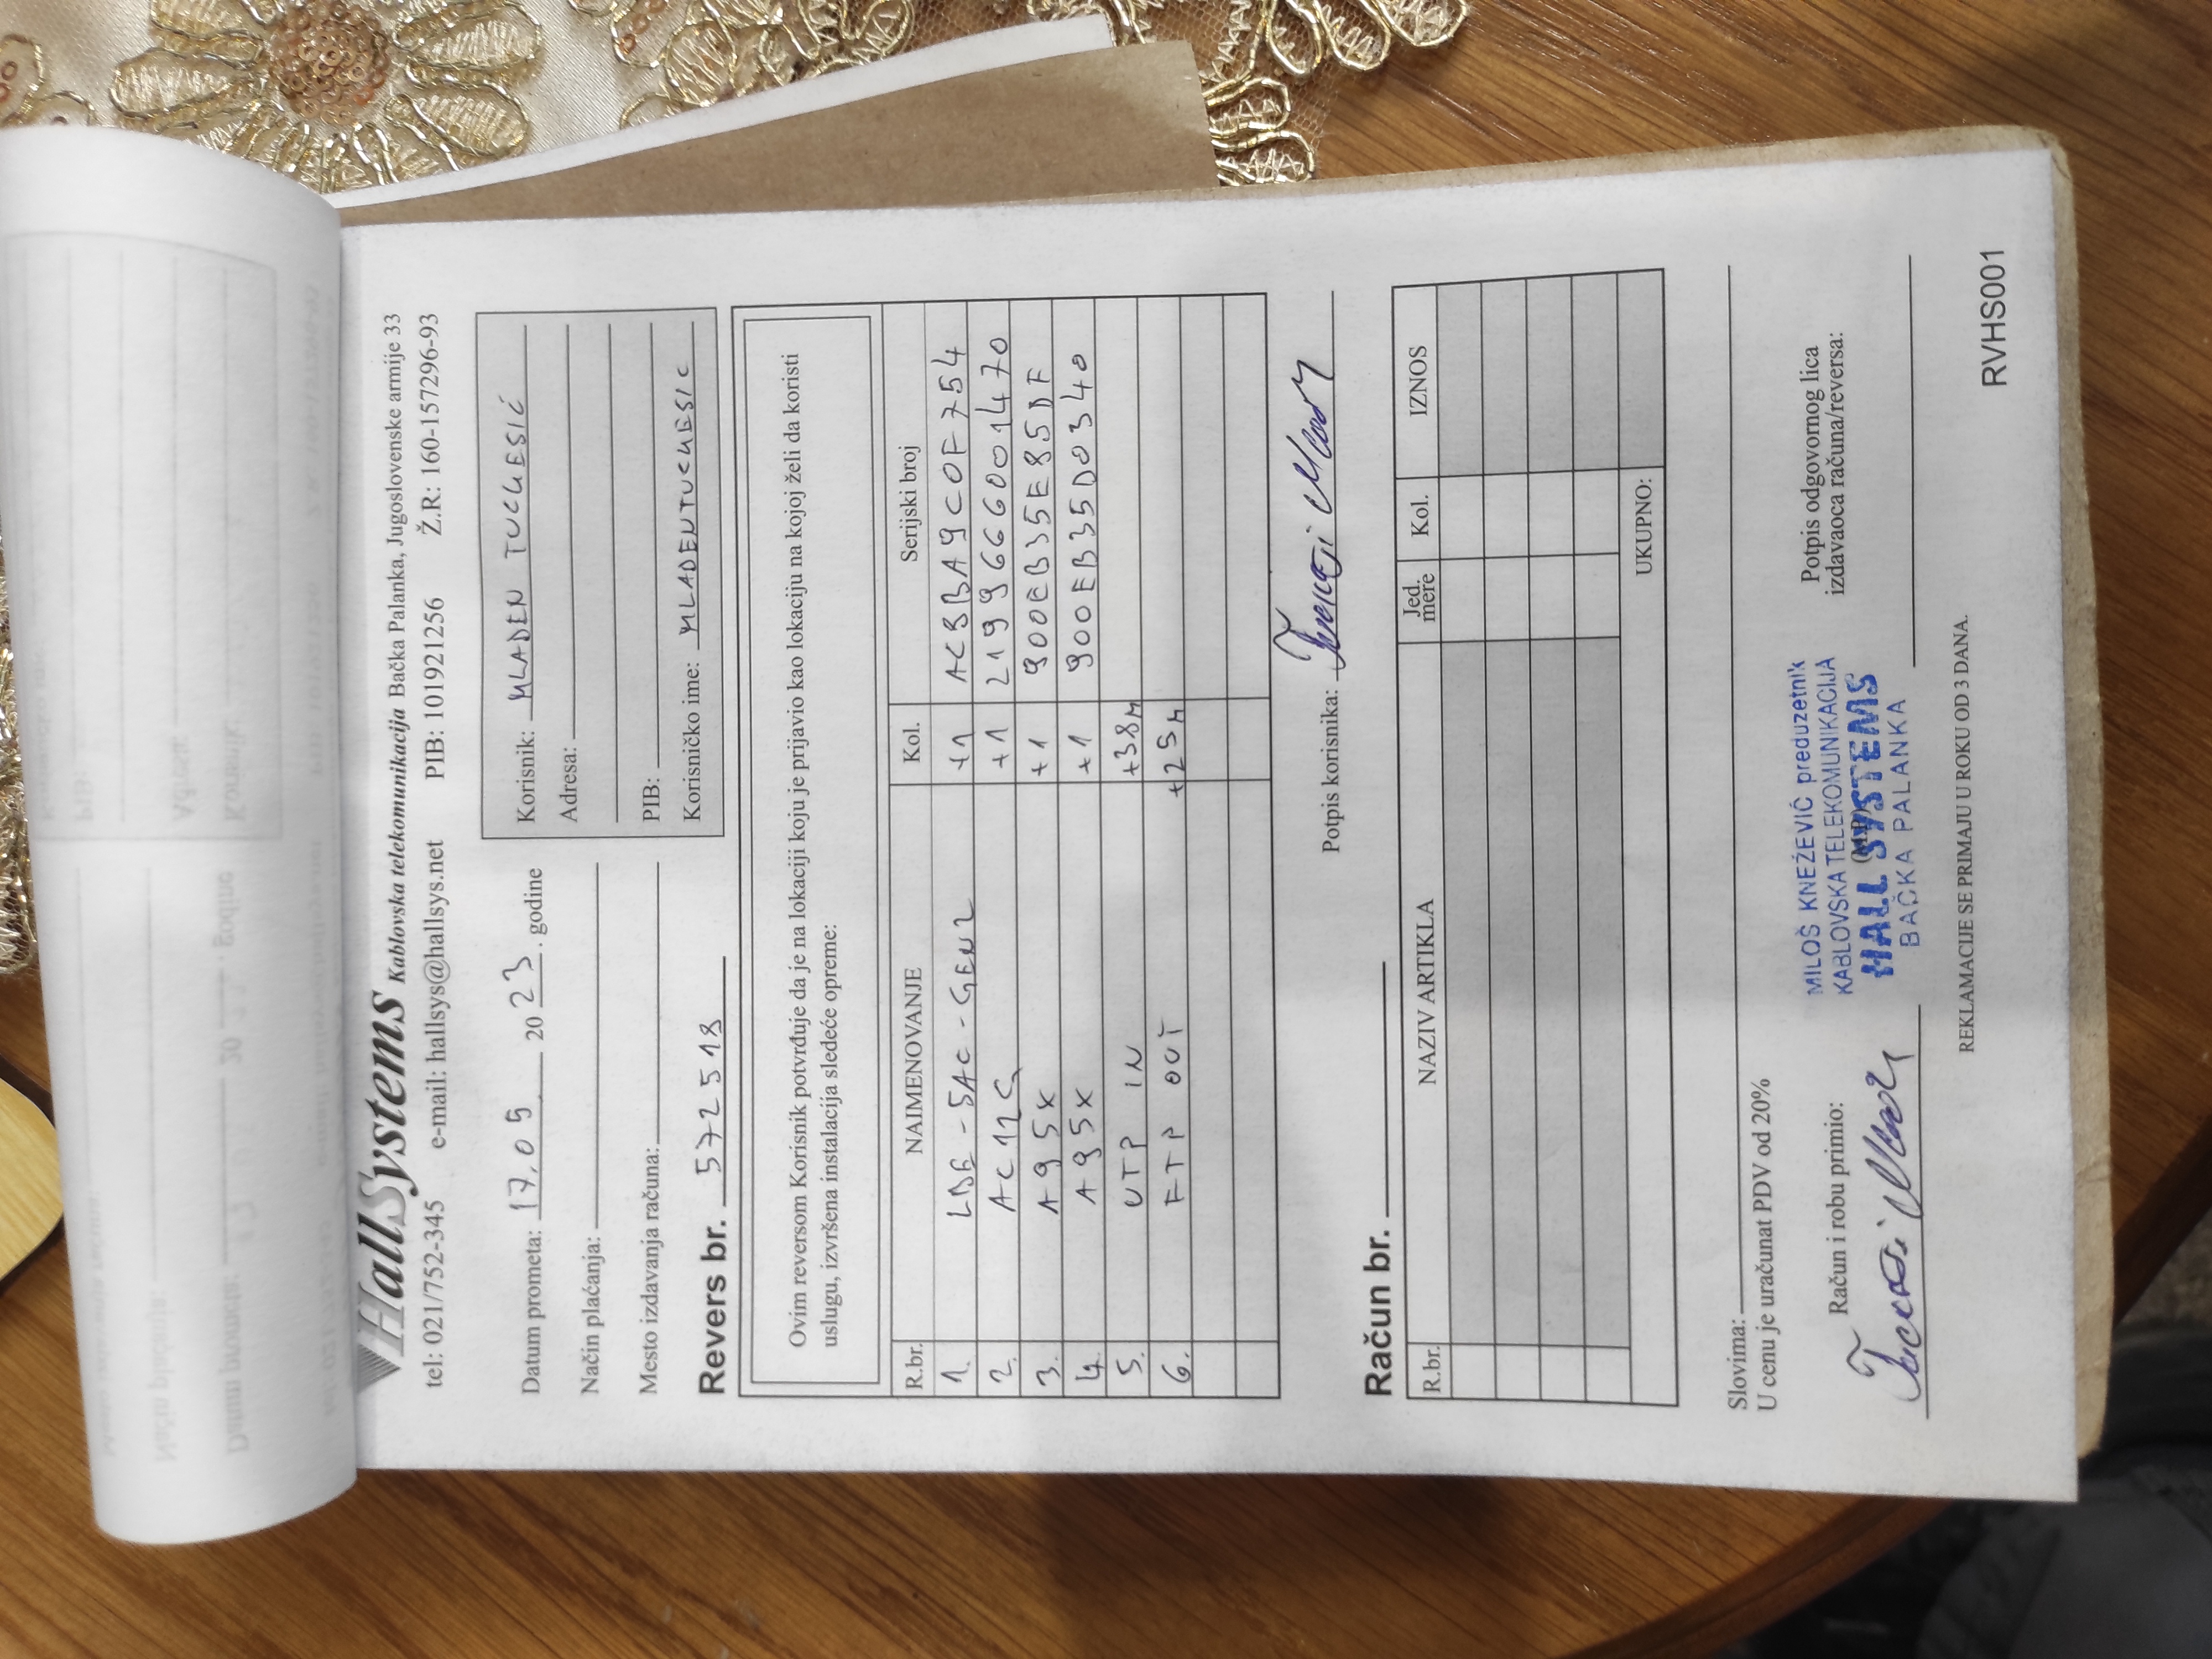 HallSystems Kablovska telekomunikacija Bačka Palanka, Jugoslovenske armije 33
tel: 021/752-345 e-mail: hallsys@hallsys.net PIB: 101921256 Ž.R: 160-157296-93
Datum prometa: 17.05 2023. godine
Način plaćanja:
Mesto izdavanja računa:
Korisnik: MLADEN TUCLESIĆ
Adresa:
PIB:
Korisničko ime: MLADENTUCHESIC
Revers br. 572518
Ovim reversom Korisnik potvrđuje da je na lokaciji koju je prijavio kao lokaciju na kojoj želi da koristi
uslugu, izvršena instalacija sledeće opreme:
R.br. NAIMENOVANJE Kol. Serijski broj
1. LBE-5AC-GEN2 +1 AC8BA9C0F754
2. AC12G +1 2199666001470
3. A95X +1 900EB35E85DF
4. A95X +1 900EB35D0340
5. UTP IN +38M
6. FTP OUT +25M
Potpis korisnika:
Račun br.
R.br. NAZIV ARTIKLA Jed. mere Kol. IZNOS
UKUPNO:
Slovima:
U cenu je uračunat PDV od 20%
Račun i robu primio:
MILOŠ KNEŽEVIĆ preduzetnik
KABLOVSKA TELEKOMUNIKACIJA
HALL SYSTEMS
BAČKA PALANKA
Potpis odgovornog lica
izdavaoca računa/reversa:
REKLAMACIJE SE PRIMAJU U ROKU OD 3 DANA.
RVHS001